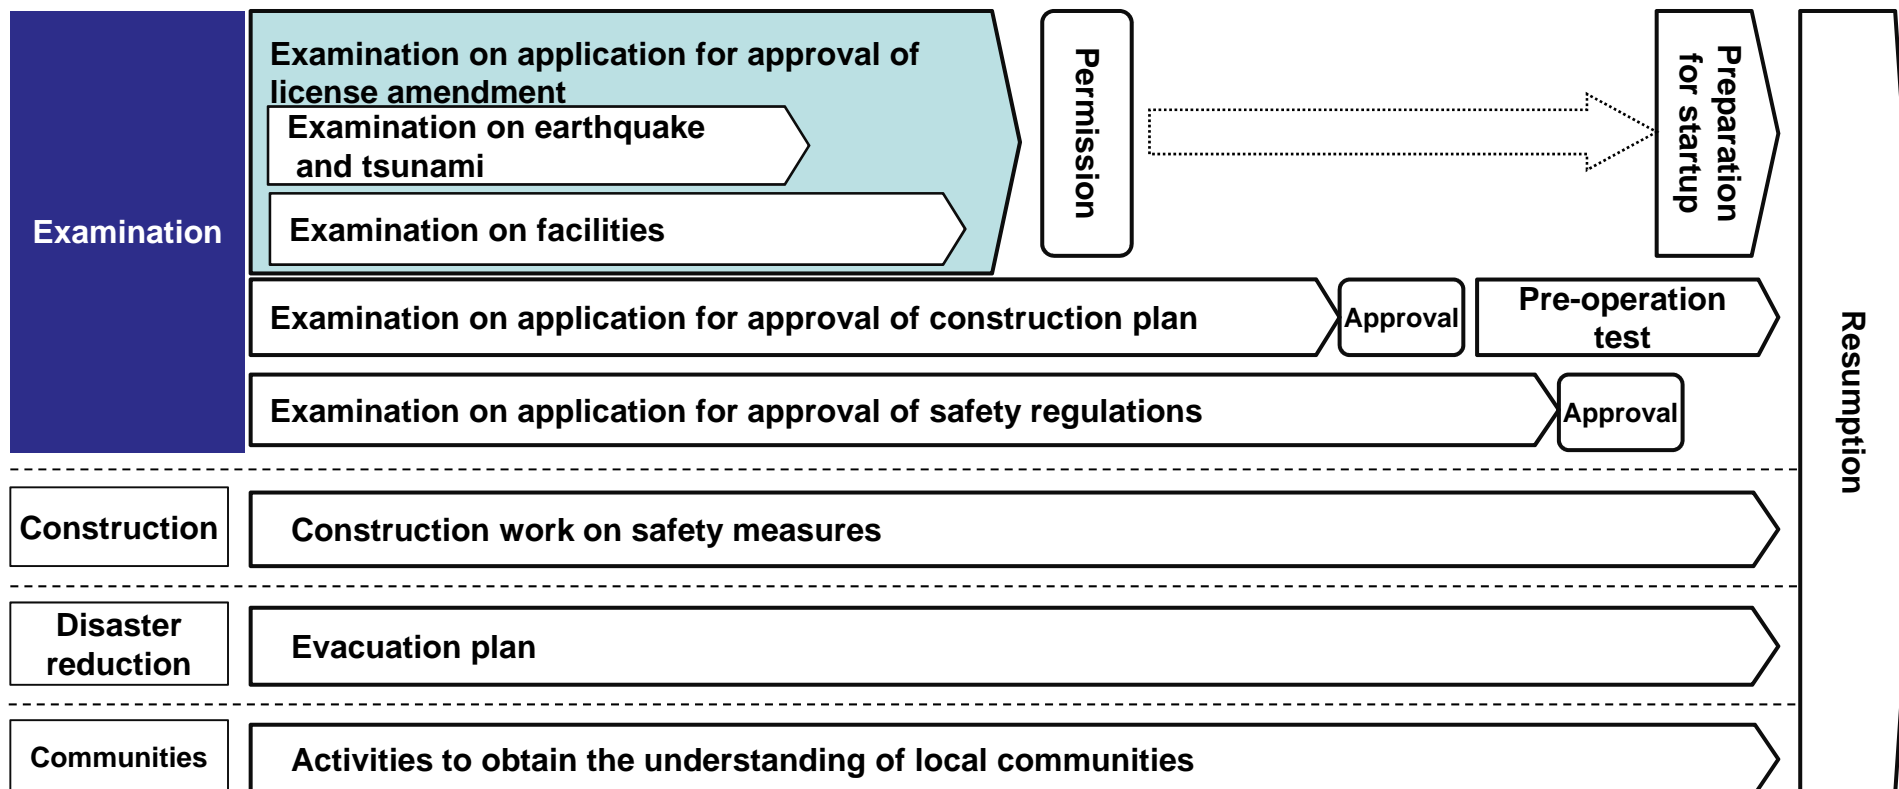 Examination
Examination on application for approval of
license amendment
Examination on earthquake
and tsunami
Examination on facilities
Permission
Preparation
for startup
Examination on application for approval of construction plan
Approval
Pre-operation
test
Examination on application for approval of safety regulations
Approval
Resumption
Construction
Construction work on safety measures
Disaster
reduction
Evacuation plan
Communities
Activities to obtain the understanding of local communities